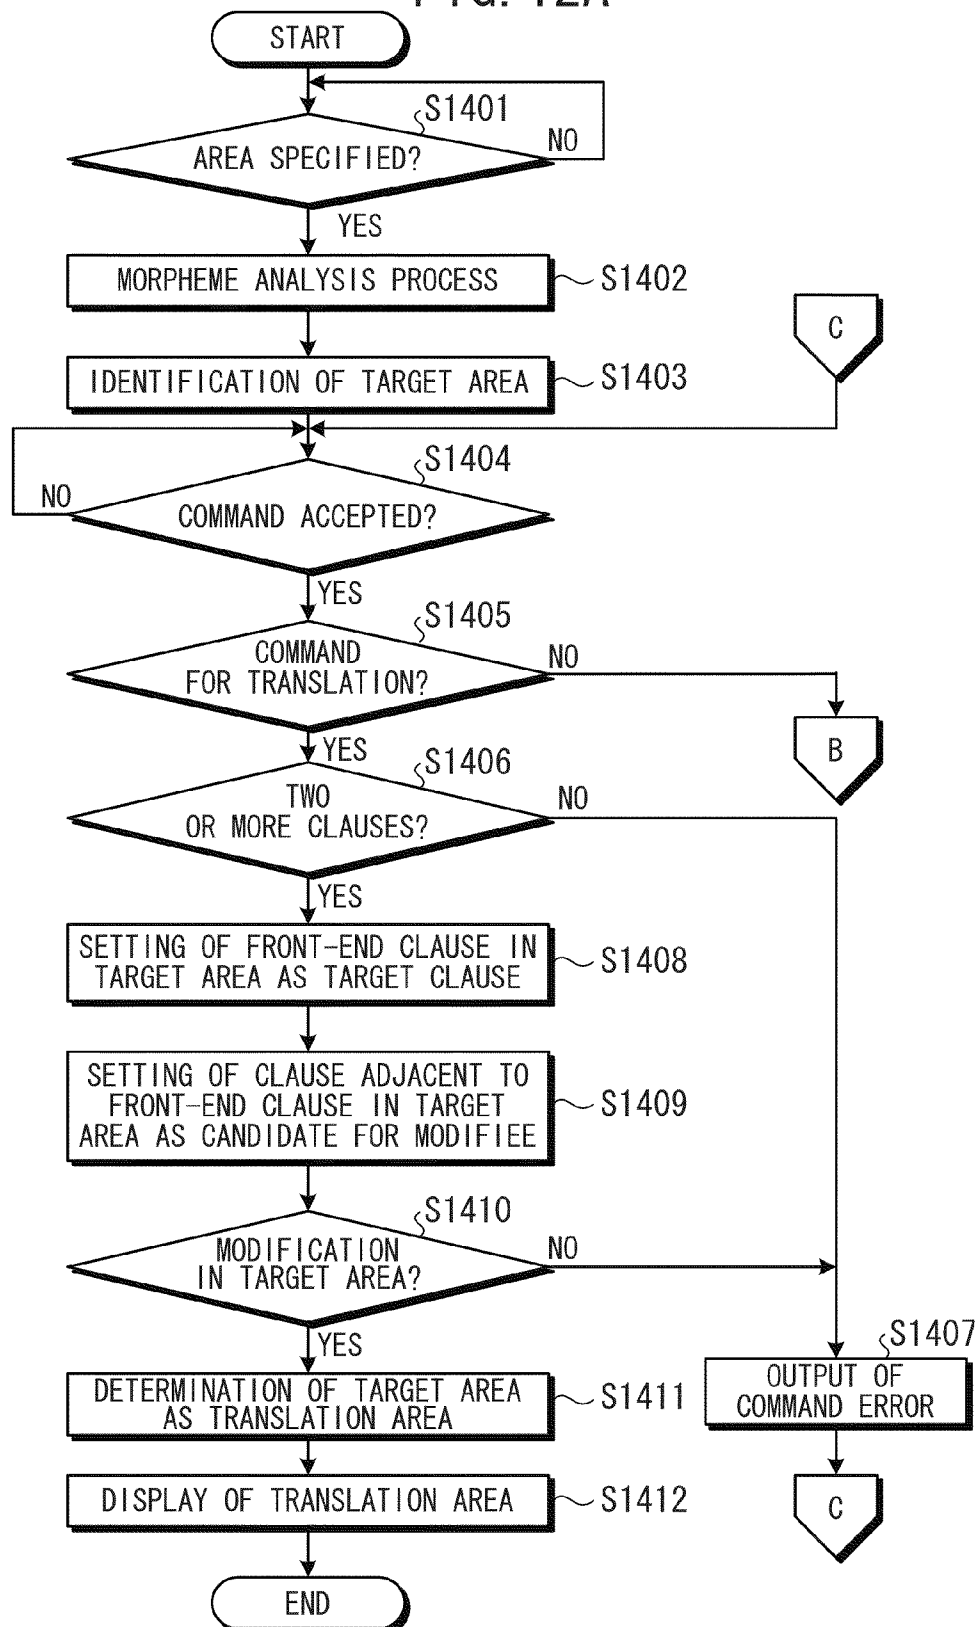 FIG. 12A
START
S1401
NO
AREA SPECIFIED?
YES
MORPHEME ANALYSIS PROCESS
S1402
C
IDENTIFICATION OF TARGET AREA
S1403
S1404
NO
COMMAND ACCEPTED?
YES
S1405
COMMAND
FOR TRANSLATION?
NO
B
YES
S1406
TWO
OR MORE CLAUSES?
NO
YES
SETTING OF FRONT-END CLAUSE IN
TARGET AREA AS TARGET CLAUSE
S1408
SETTING OF CLAUSE ADJACENT TO
FRONT-END CLAUSE IN TARGET
AREA AS CANDIDATE FOR MODIFIEE
S1409
S1410
MODIFICATION
IN TARGET AREA?
NO
YES
S1407
OUTPUT OF
COMMAND ERROR
DETERMINATION OF TARGET AREA
AS TRANSLATION AREA
S1411
DISPLAY OF TRANSLATION AREA
S1412
C
END